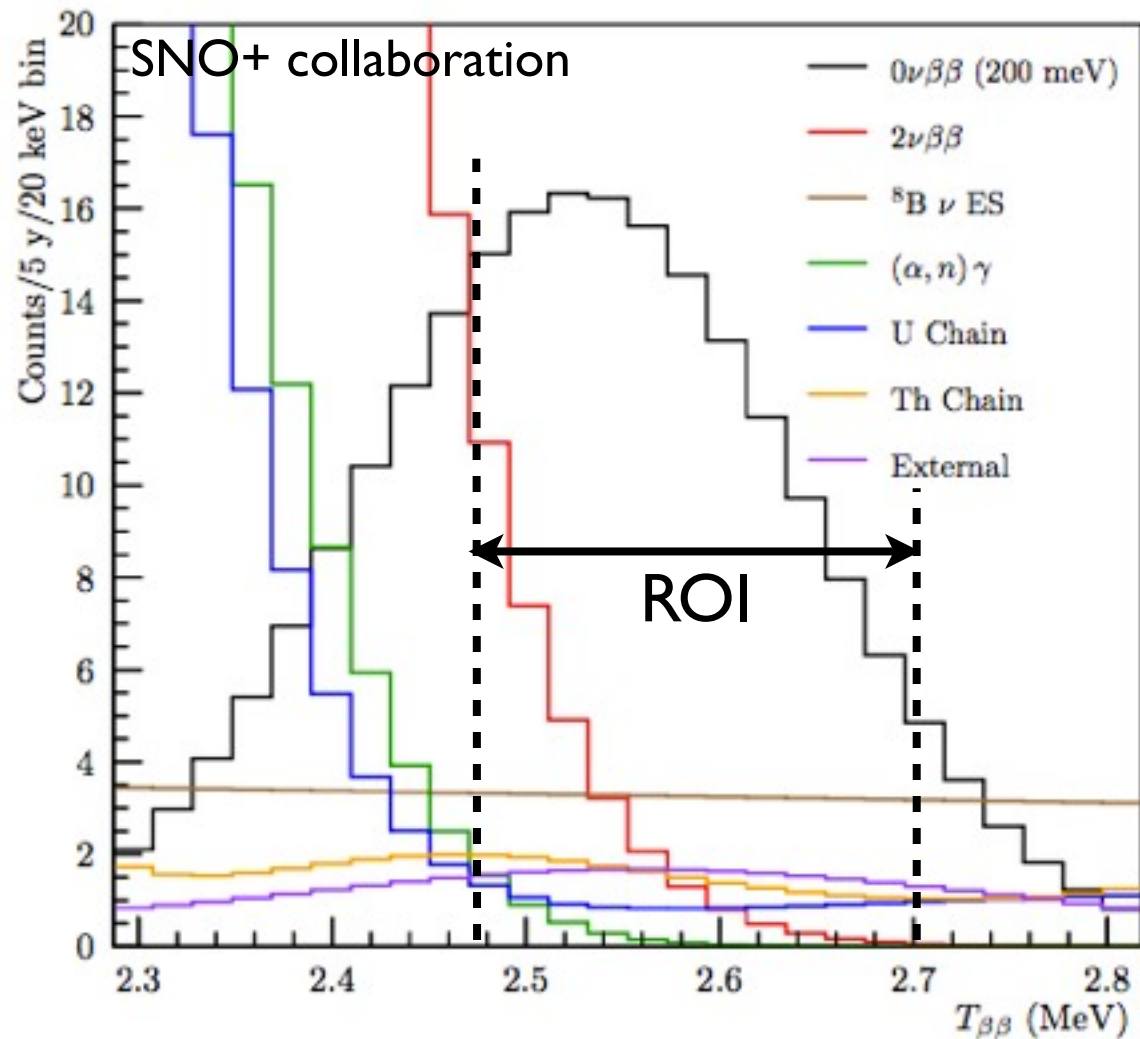 SNO+ collaboration
Counts/5 y/20 keV bin
20
18
16
14
12
10
8
6
4
2
0
0νββ (200 meV)
2νββ
⁸B ν ES
(α, n) γ
U Chain
Th Chain
External
ROI
2.3 2.4 2.5 2.6 2.7 2.8
T_ββ (MeV)